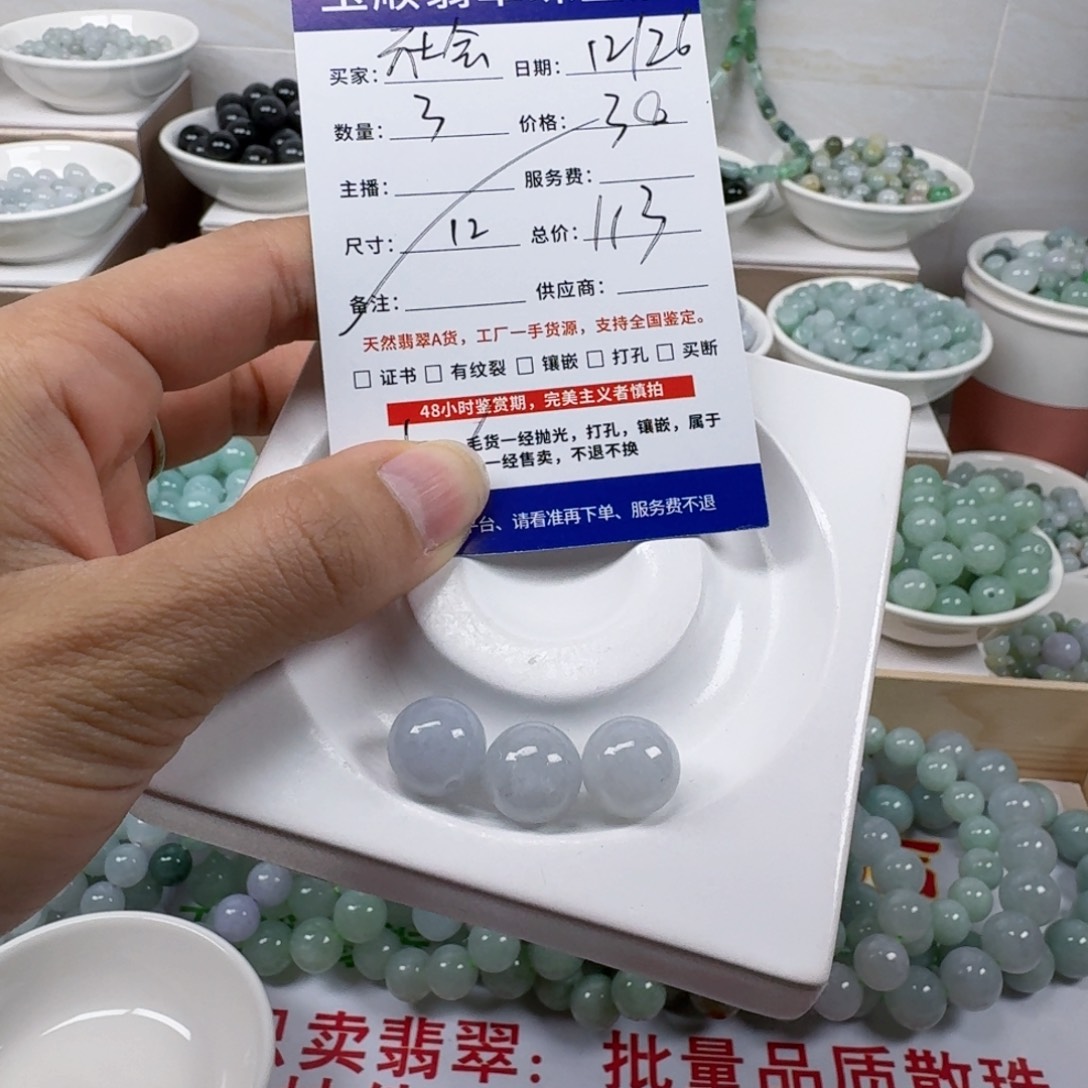 买家: 社会 日期: 12/26
数量: 3 价格: 38
主播: 服务费:
尺寸: 12 总价: 113
备注: 供应商:
天然翡翠A货，工厂一手货源，支持全国鉴定。
□ 证书 □ 有纹裂 □ 镶嵌 □ 打孔 □ 买断
48小时鉴赏期，完美主义者慎拍
毛货一经抛光，打孔，镶嵌，属于
一经售卖，不退不换
台、请看准再下单、服务费不退
卖翡翠：批量品质散珠